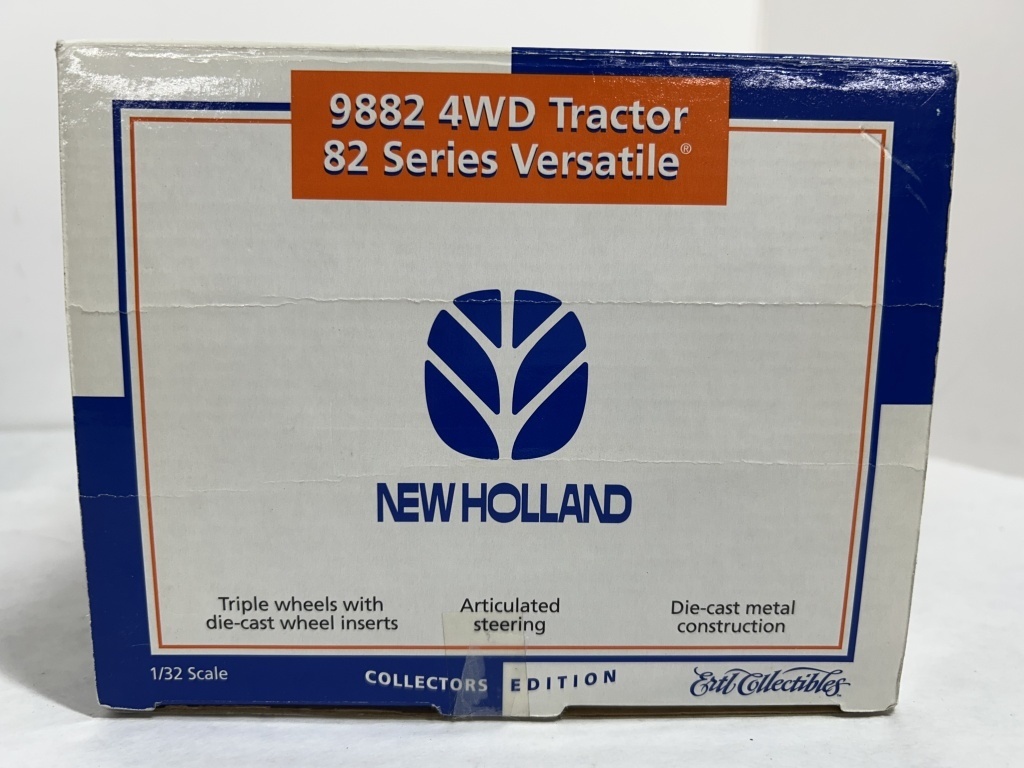 9882 4WD Tractor
82 Series Versatile®
NEW HOLLAND
Triple wheels with
die-cast wheel inserts
Articulated
steering
Die-cast metal
construction
1/32 Scale
COLLECTORS EDITION
Ertl Collectibles